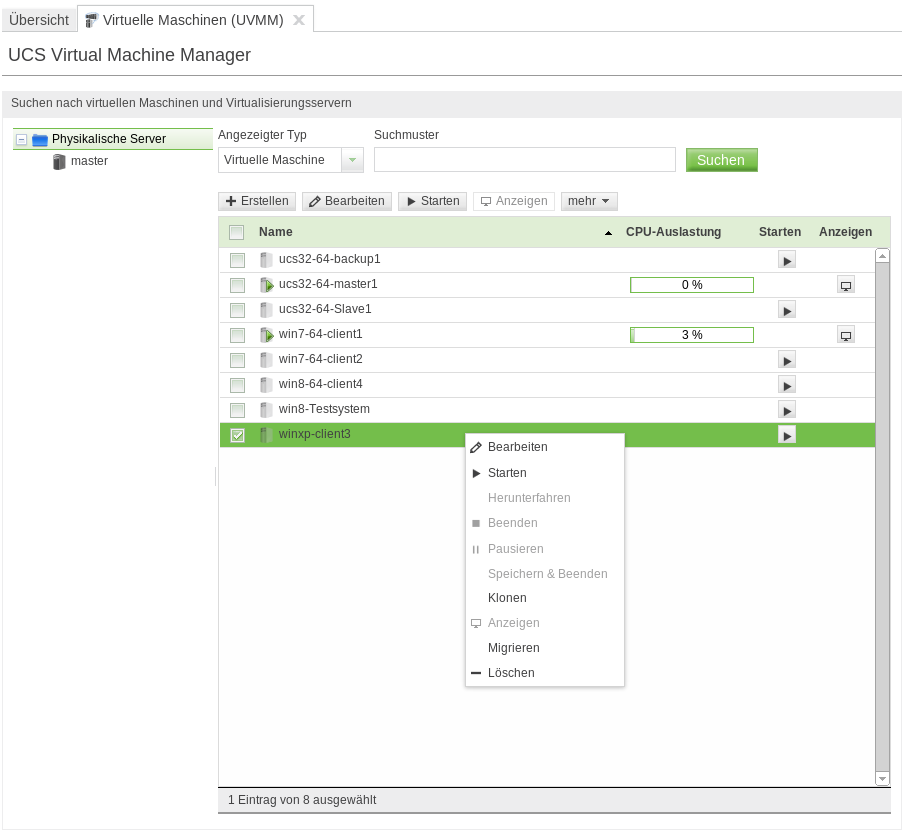 Übersicht Virtuelle Maschinen (UVMM)
UCS Virtual Machine Manager
Suchen nach virtuellen Maschinen und Virtualisierungsservern
Physikalische Server
master
Angezeigter Typ Suchmuster
Virtuelle Maschine Suchen
Erstellen Bearbeiten Starten Anzeigen mehr
Name CPU-Auslastung Starten Anzeigen
ucs32-64-backup1
ucs32-64-master1 0 %
ucs32-64-Slave1
win7-64-client1 3 %
win7-64-client2
win8-64-client4
win8-Testsystem
winxp-client3
Bearbeiten
Starten
Herunterfahren
Beenden
Pausieren
Speichern & Beenden
Klonen
Anzeigen
Migrieren
Löschen
1 Eintrag von 8 ausgewählt